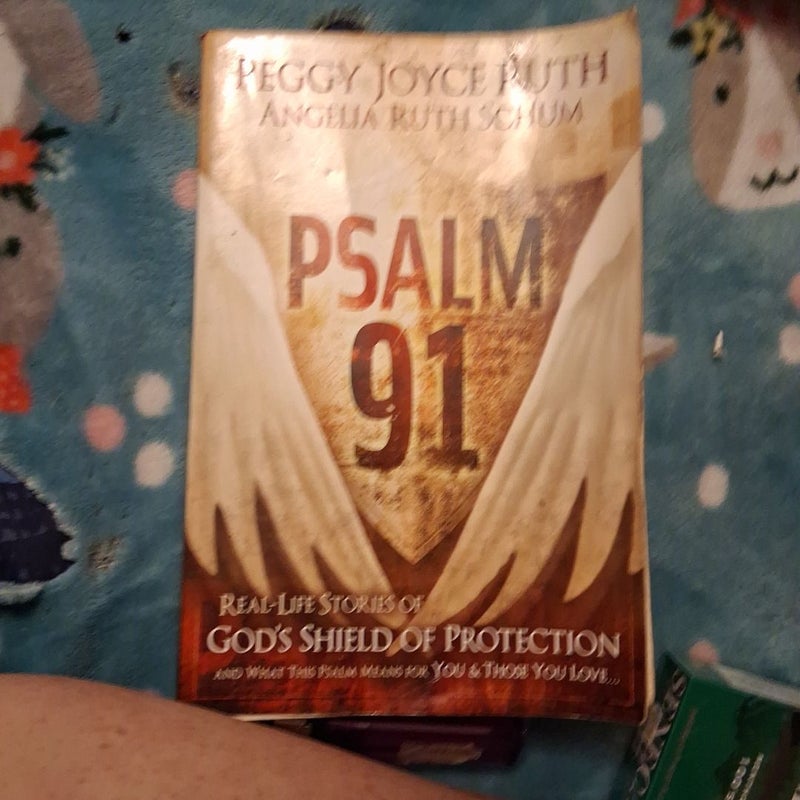 PEGGY JOYCE RUTH
ANGELIA RUTH SCHUM
PSALM
91
REAL-LIFE STORIES OF
GOD'S SHIELD OF PROTECTION
AND WHAT THIS PSALM MEANS FOR YOU & THOSE YOU LOVE...